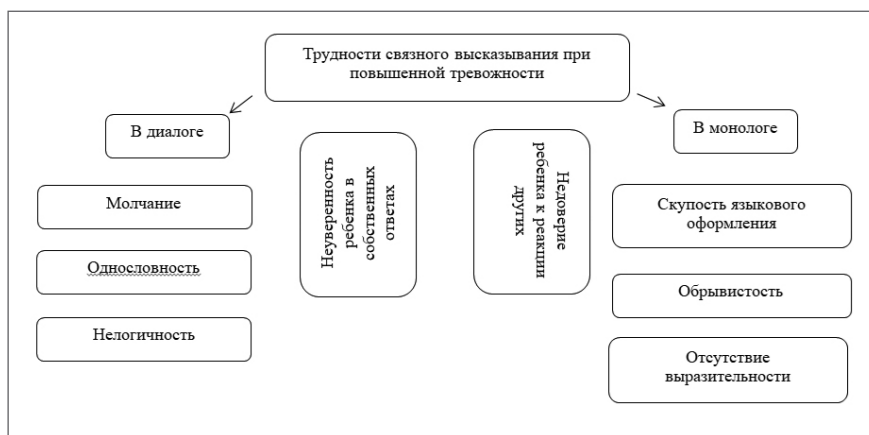 Трудности связного высказывания при
повышенной тревожности
В диалоге
Молчание
Однословность
Нелогичность
Неуверенность
ребенка в
собственных
ответах
Недоверие
ребенка к реакции
других
В монологе
Скупость языкового
оформления
Обрывистость
Отсутствие
выразительности